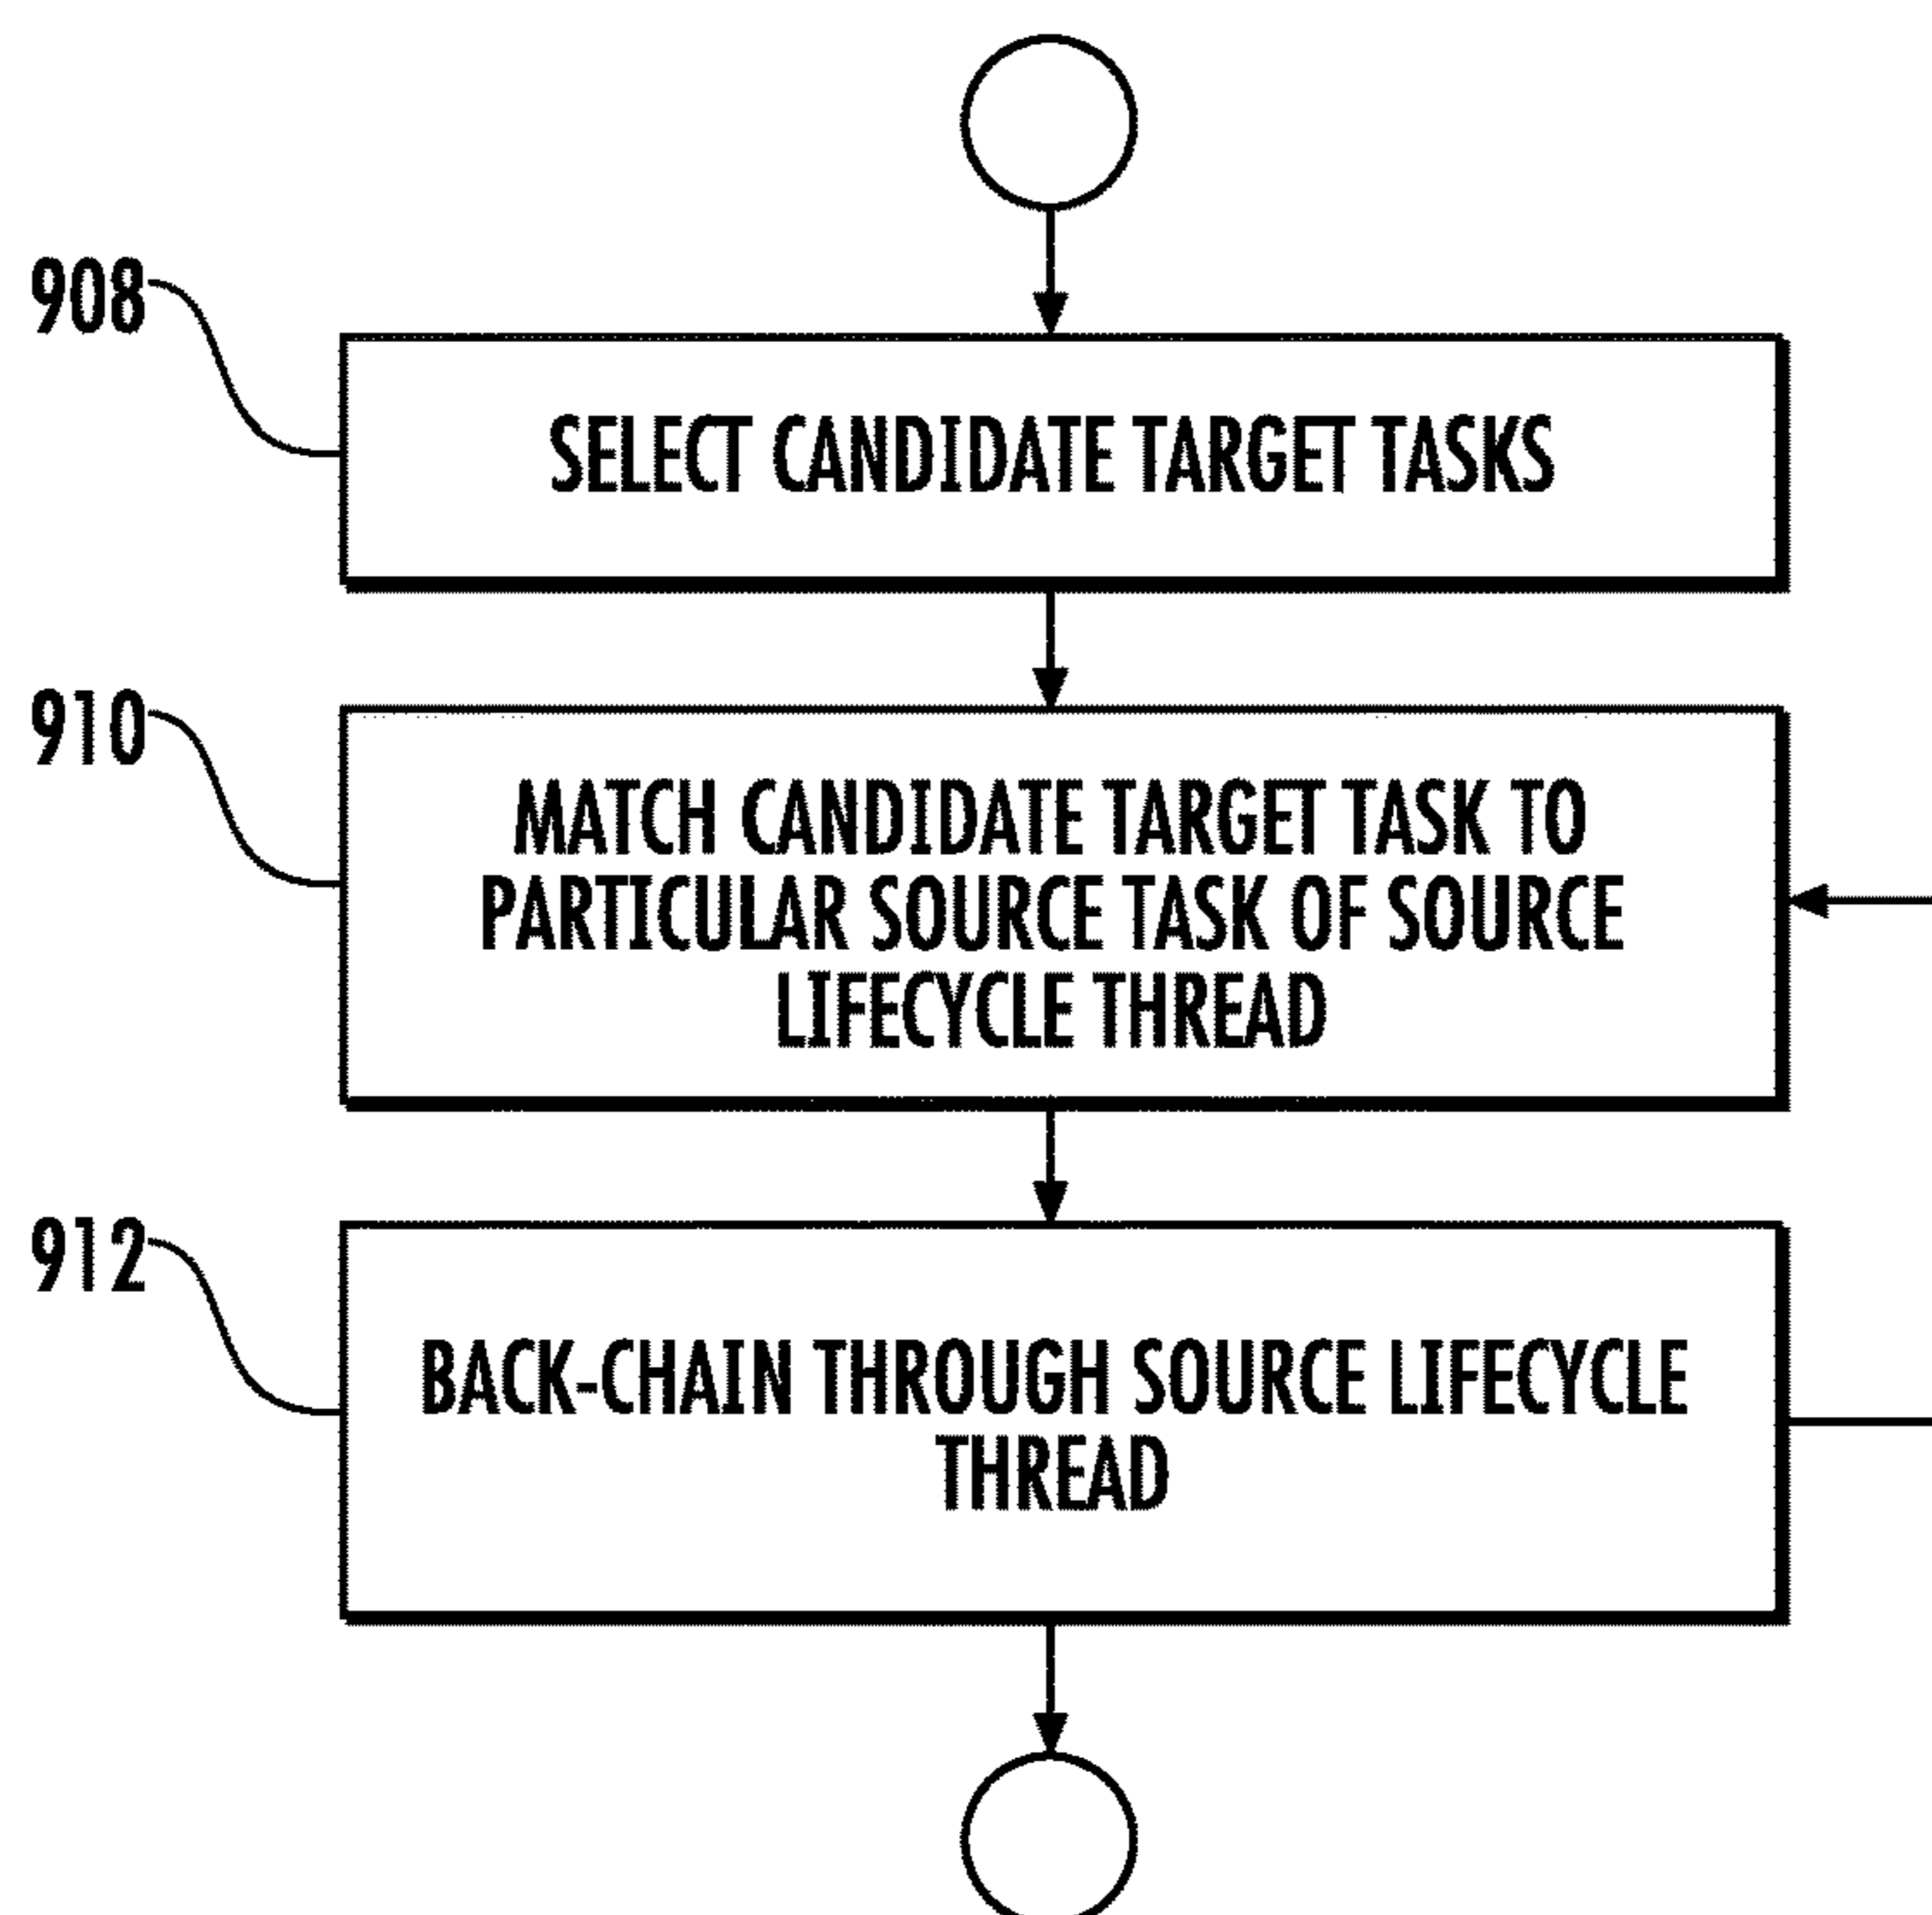 908
SELECT CANDIDATE TARGET TASKS
910
MATCH CANDIDATE TARGET TASK TO
PARTICULAR SOURCE TASK OF SOURCE
LIFECYCLE THREAD
912
BACK-CHAIN THROUGH SOURCE LIFECYCLE
THREAD